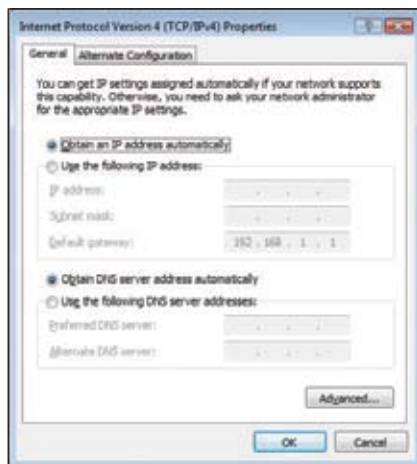 Internet Protocol Version 4 (TCP/IPv4) Properties
General Alternate Configuration
You can get IP settings assigned automatically if your network supports
this capability. Otherwise, you need to ask your network administrator
for the appropriate IP settings.
Obtain an IP address automatically
Use the following IP address:
IP address:
Subnet mask:
Default gateway: 192 . 168 . 1 . 1
Obtain DNS server address automatically
Use the following DNS server addresses:
Preferred DNS server:
Alternate DNS server:
Advanced...
OK Cancel